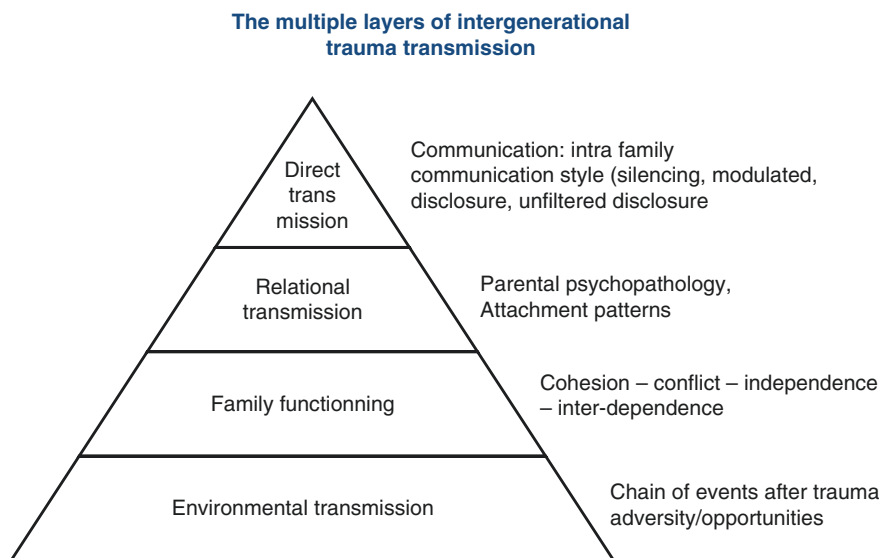 The multiple layers of intergenerational
trauma transmission
Direct
trans
mission
Communication: intra family
communication style (silencing, modulated,
disclosure, unfiltered disclosure
Relational
transmission
Parental psychopathology,
Attachment patterns
Family functionning
Cohesion – conflict – independence
– inter-dependence
Environmental transmission
Chain of events after trauma
adversity/opportunities